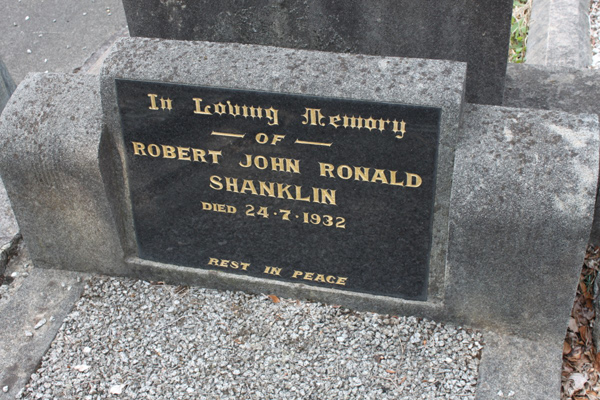 In Loving Memory
OF
ROBERT JOHN RONALD
SHANKLIN
DIED 24·7·1932
REST IN PEACE